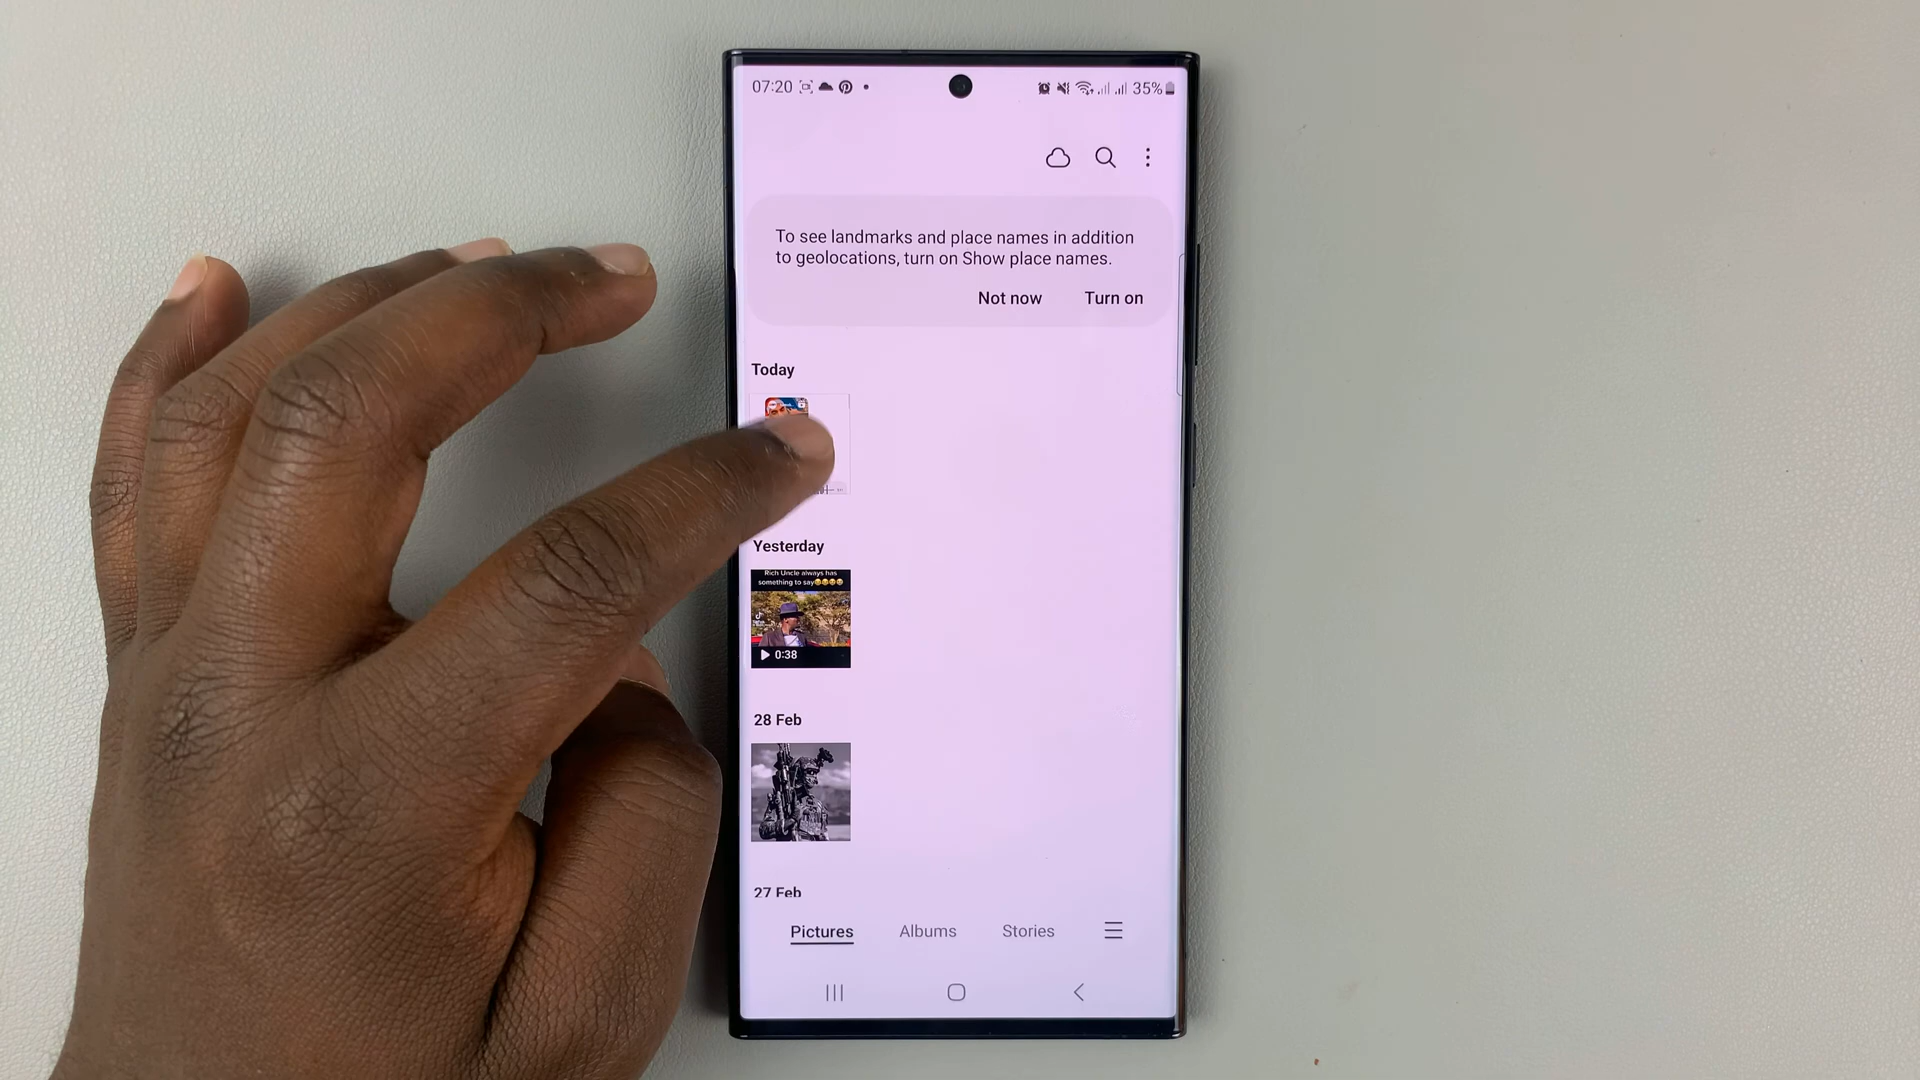 07:20
35%
To see landmarks and place names in addition
to geolocations, turn on Show place names.
Not now
Turn on
Today
Yesterday
Rich Uncle always has
something to say😂😂😂😂
0:38
28 Feb
27 Feb
Pictures
Albums
Stories